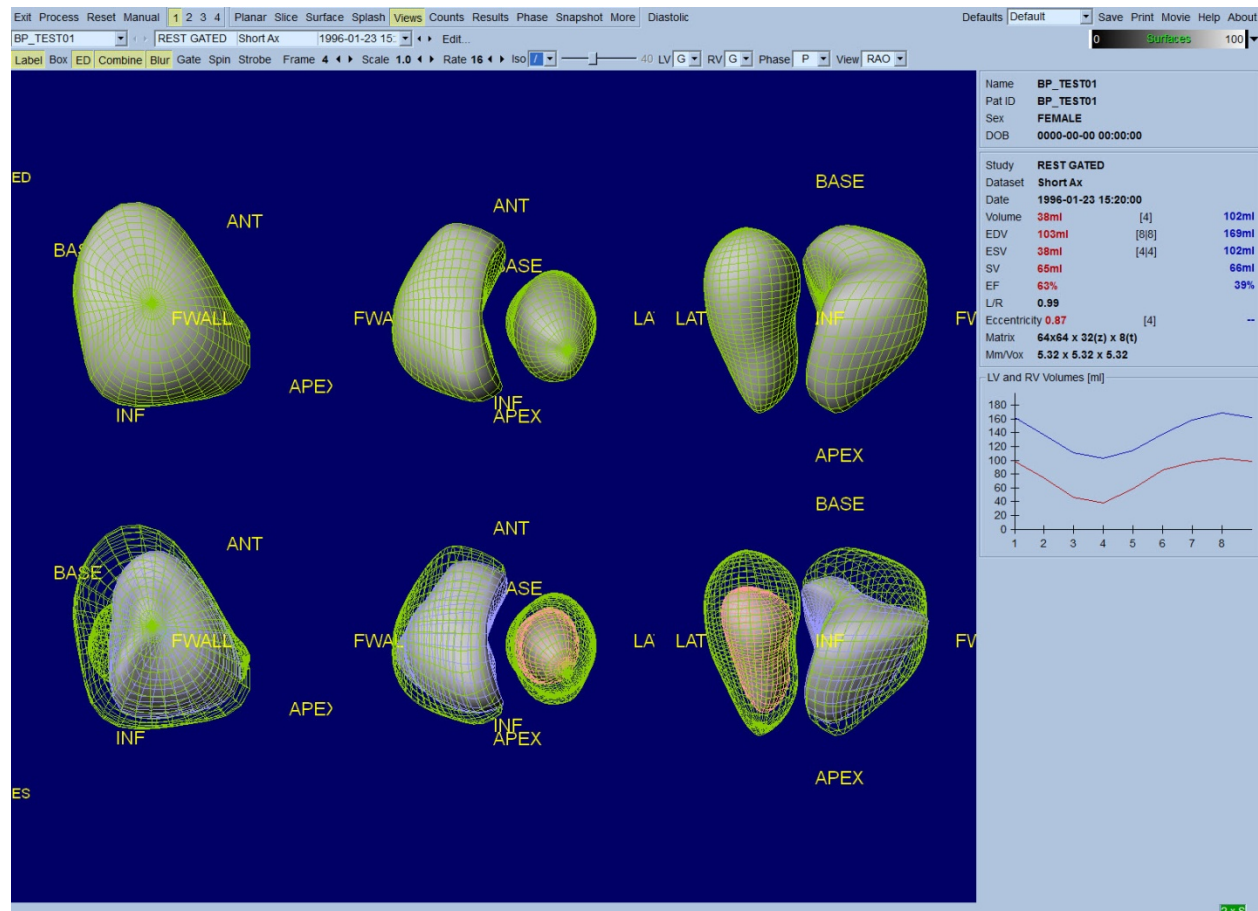 Exit Process Reset Manual 1 2 3 4 Planar Slice Surface Splash Views Counts Results Phase Snapshot More Diastolic Defaults Default Save Print Movie Help About
BP_TEST01 REST GATED Short Ax 1996-01-23 15: Edit... 0 Surfaces 100
Label Box ED Combine Blur Gate Spin Strobe Frame 4 Scale 1.0 Rate 16 Iso / 40 LV G RV G Phase P View RAO
Name BP_TEST01
Pat ID BP_TEST01
Sex FEMALE
DOB 0000-00-00 00:00:00
Study REST GATED
Dataset Short Ax
Date 1996-01-23 15:20:00
Volume 38ml [4] 102ml
EDV 103ml [8|8] 169ml
ESV 38ml [4|4] 102ml
SV 65ml 66ml
EF 63% 39%
L/R 0.99
Eccentricity 0.87 [4] --
Matrix 64x64 x 32(z) x 8(t)
Mm/Vox 5.32 x 5.32 x 5.32
LV and RV Volumes [ml]
180
160
140
120
100
80
60
40
20
0
1 2 3 4 5 6 7 8
ED
BASE
ANT ANT
BAS BASE
FWALL FWA LA LAT INF FW
APEX
INF INF
APEX
APEX
BASE
ANT ANT
BASE BASE
FWALL FWAL LA LAT INF FW
APEX
INF INF
APEX
APEX
ES